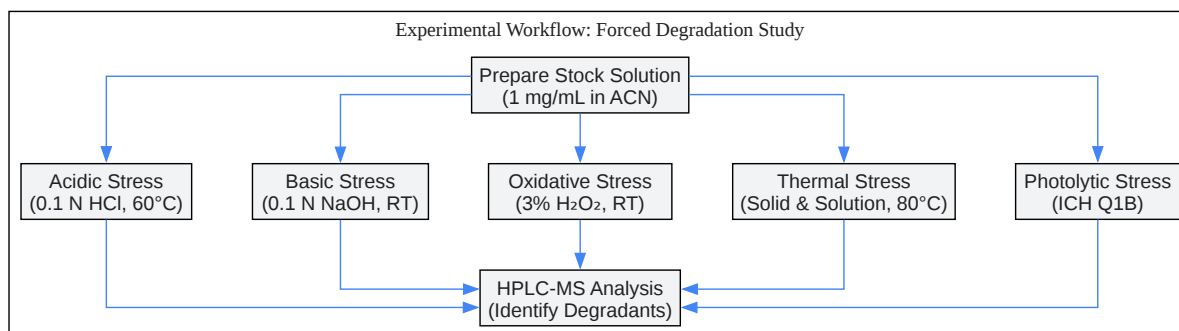 Experimental Workflow: Forced Degradation Study
Prepare Stock Solution
(1 mg/mL in ACN)
Acidic Stress
(0.1 N HCl, 60°C)
Basic Stress
(0.1 N NaOH, RT)
Oxidative Stress
(3% H₂O₂, RT)
Thermal Stress
(Solid & Solution, 80°C)
Photolytic Stress
(ICH Q1B)
HPLC-MS Analysis
(Identify Degradants)